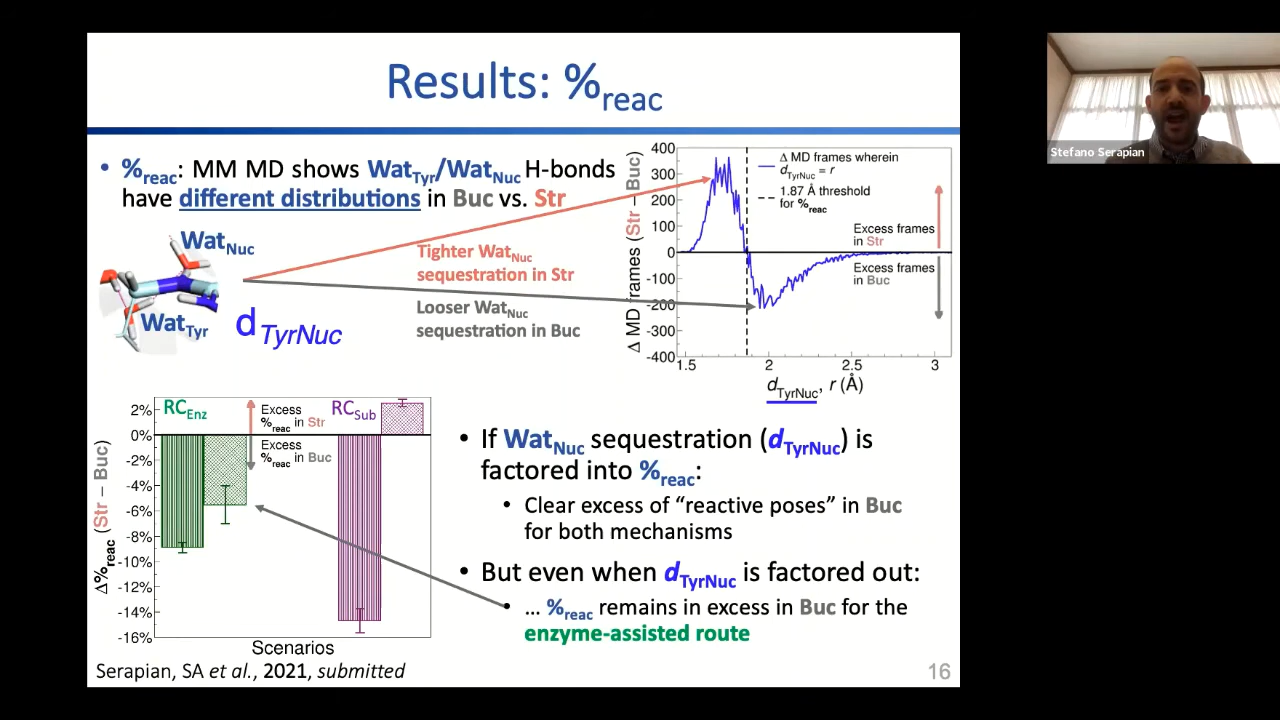 Results: %reac
• %reac: MM MD shows WatTyr/WatNuc H-bonds
have different distributions in Buc vs. Str
WatNuc
WatTyr
dTyrNuc
Tighter WatNuc
sequestration in Str
Looser WatNuc
sequestration in Buc
Δ MD frames (Str – Buc)
400
300
200
100
0
-100
-200
-300
-400
1.5
2
2.5
3
dTyrNuc, r (Å)
Δ MD frames wherein
dTyrNuc = r
1.87 Å threshold
for %reac
Excess frames
in Str
Excess frames
in Buc
Stefano Serapian
Δ%reac (Str – Buc)
2%
0%
-2%
-4%
-6%
-8%
-10%
-12%
-14%
-16%
RCEnz
Excess
%reac in Str
Excess
%reac in Buc
RCSub
Scenarios
• If WatNuc sequestration (dTyrNuc) is
factored into %reac:
• Clear excess of “reactive poses” in Buc
for both mechanisms
• But even when dTyrNuc is factored out:
• … %reac remains in excess in Buc for the
enzyme-assisted route
Serapian, SA et al., 2021, submitted
16